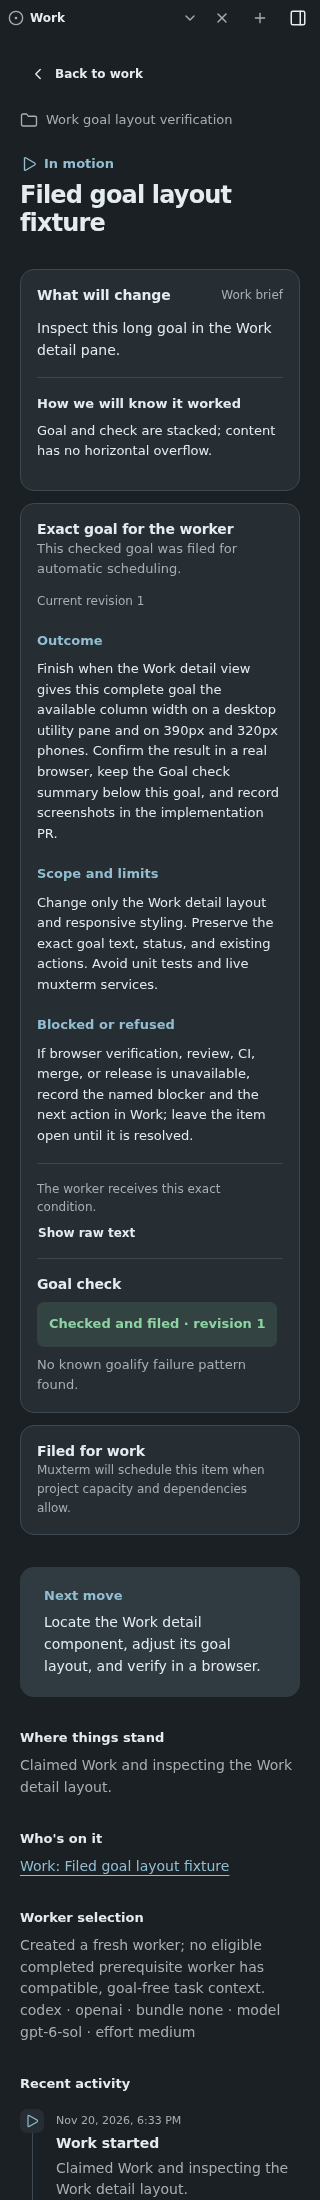 Work
Back to work
Work goal layout verification
In motion
Filed goal layout
fixture
What will change
Work brief
Inspect this long goal in the Work
detail pane.
How we will know it worked
Goal and check are stacked; content
has no horizontal overflow.
Exact goal for the worker
This checked goal was filed for
automatic scheduling.
Current revision 1
Outcome
Finish when the Work detail view
gives this complete goal the
available column width on a desktop
utility pane and on 390px and 320px
phones. Confirm the result in a real
browser, keep the Goal check
summary below this goal, and record
screenshots in the implementation
PR.
Scope and limits
Change only the Work detail layout
and responsive styling. Preserve the
exact goal text, status, and existing
actions. Avoid unit tests and live
muxterm services.
Blocked or refused
If browser verification, review, CI,
merge, or release is unavailable,
record the named blocker and the
next action in Work; leave the item
open until it is resolved.
The worker receives this exact
condition.
Show raw text
Goal check
Checked and filed · revision 1
No known goalify failure pattern
found.
Filed for work
Muxterm will schedule this item when
project capacity and dependencies
allow.
Next move
Locate the Work detail
component, adjust its goal
layout, and verify in a browser.
Where things stand
Claimed Work and inspecting the Work
detail layout.
Who's on it
Work: Filed goal layout fixture
Worker selection
Created a fresh worker; no eligible
completed prerequisite worker has
compatible, goal-free task context.
codex · openai · bundle none · model
gpt-6-sol · effort medium
Recent activity
Nov 20, 2026, 6:33 PM
Work started
Claimed Work and inspecting the
Work detail layout.